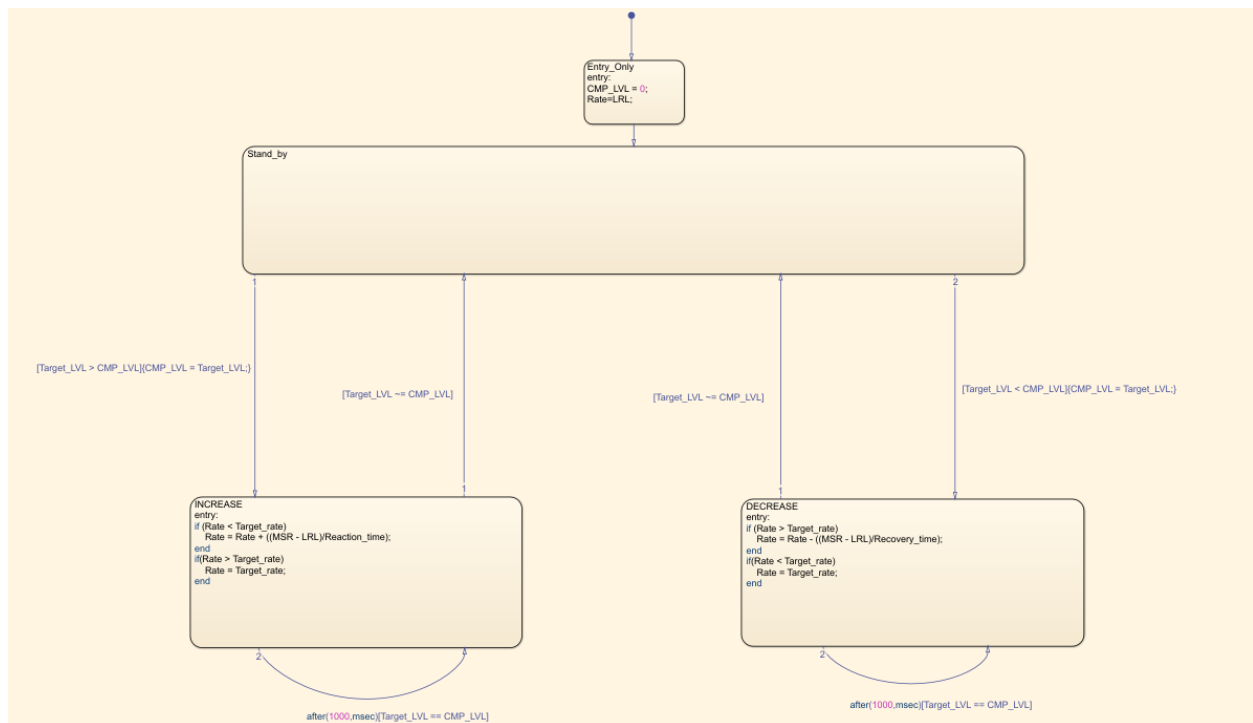 Entry_Only
entry:
CMP_LVL = 0;
Rate=LRL;
Stand_by
1
2
[Target_LVL > CMP_LVL]{CMP_LVL = Target_LVL;}
[Target_LVL ~= CMP_LVL]
[Target_LVL ~= CMP_LVL]
[Target_LVL < CMP_LVL]{CMP_LVL = Target_LVL;}
1
1
INCREASE
entry:
if (Rate < Target_rate)
Rate = Rate + ((MSR - LRL)/Reaction_time);
end
if(Rate > Target_rate)
Rate = Target_rate;
end
DECREASE
entry:
if (Rate > Target_rate)
Rate = Rate - ((MSR - LRL)/Recovery_time);
end
if(Rate < Target_rate)
Rate = Target_rate;
end
2
2
after(1000,msec)[Target_LVL == CMP_LVL]
after(1000,msec)[Target_LVL == CMP_LVL]